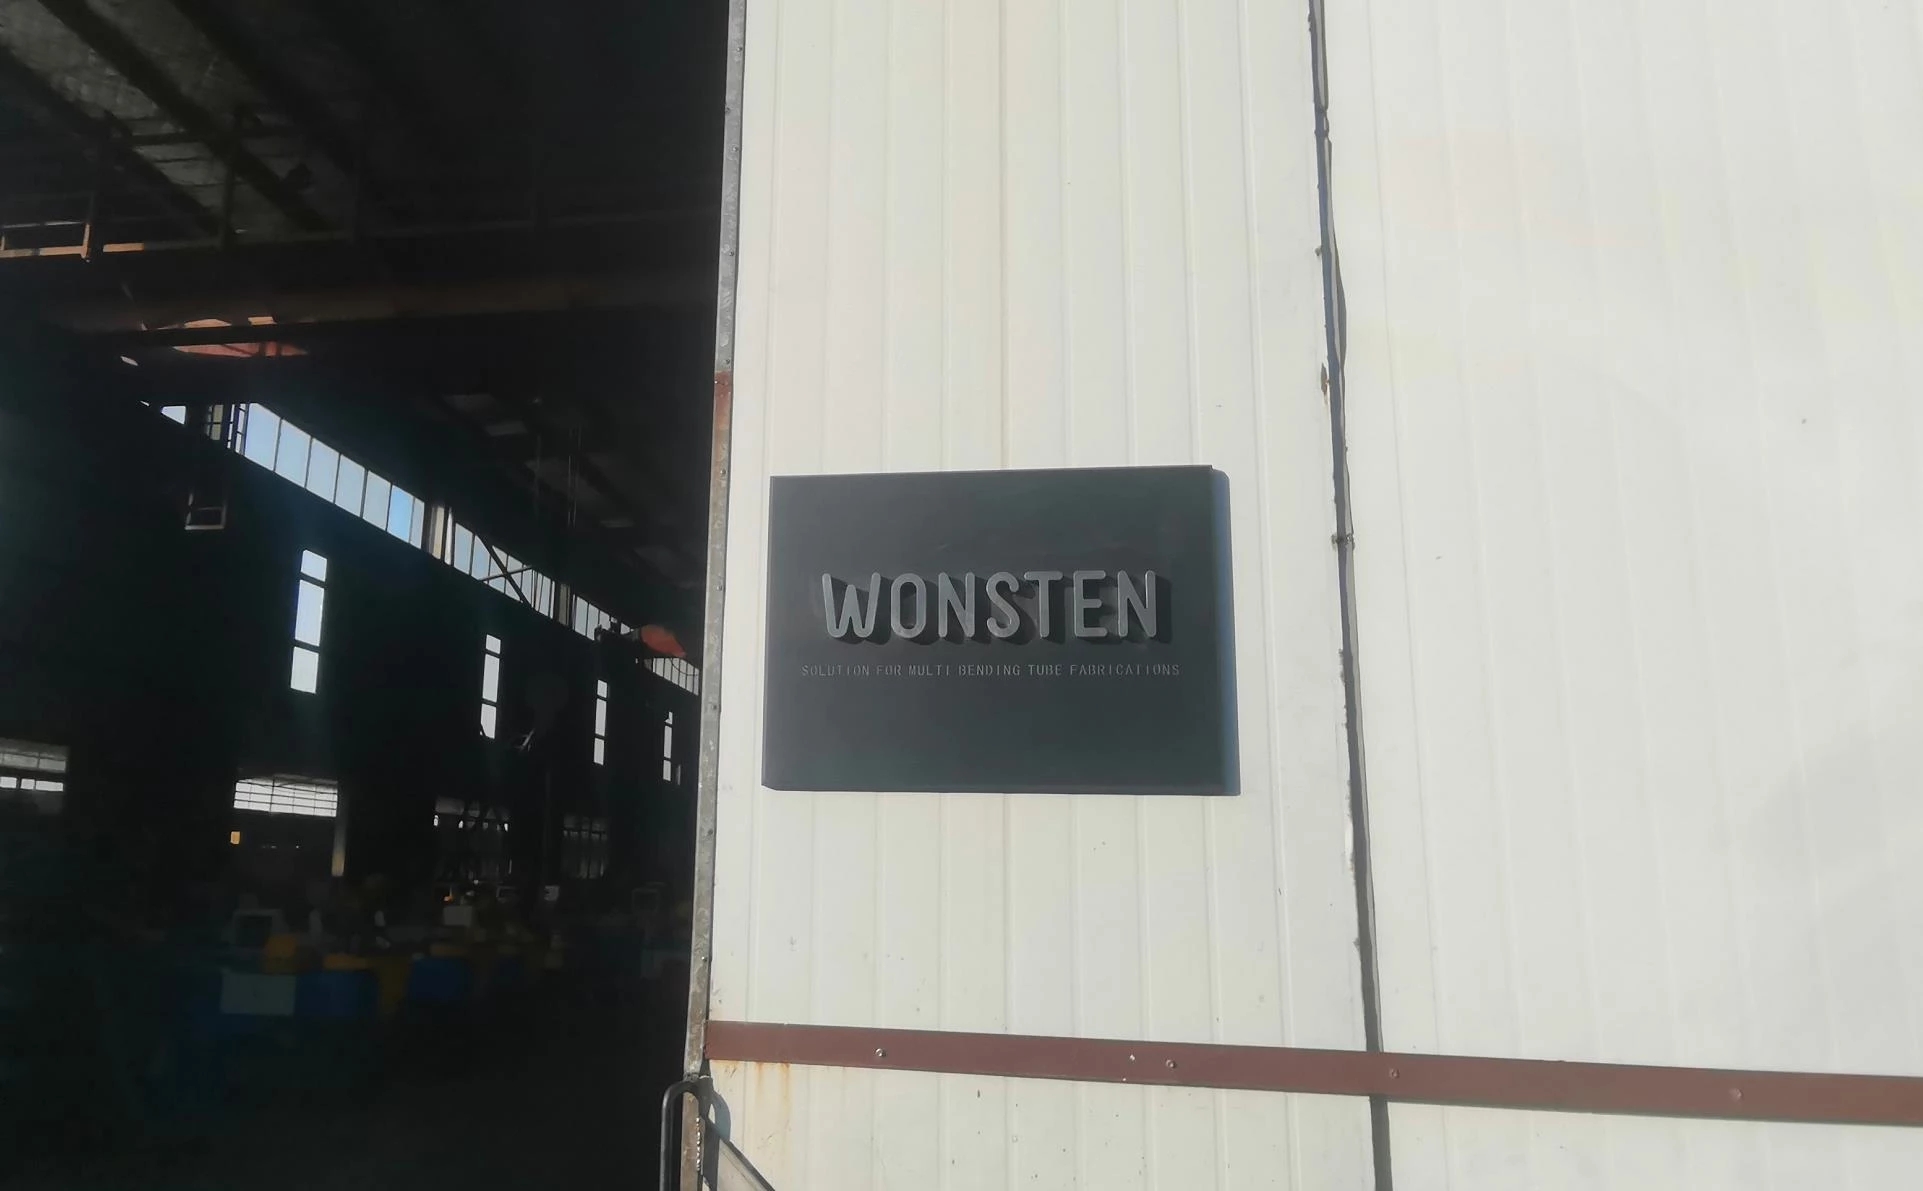 WONSTEN
SOLUTION FOR MULTI BENDING TUBE FABRICATIONS